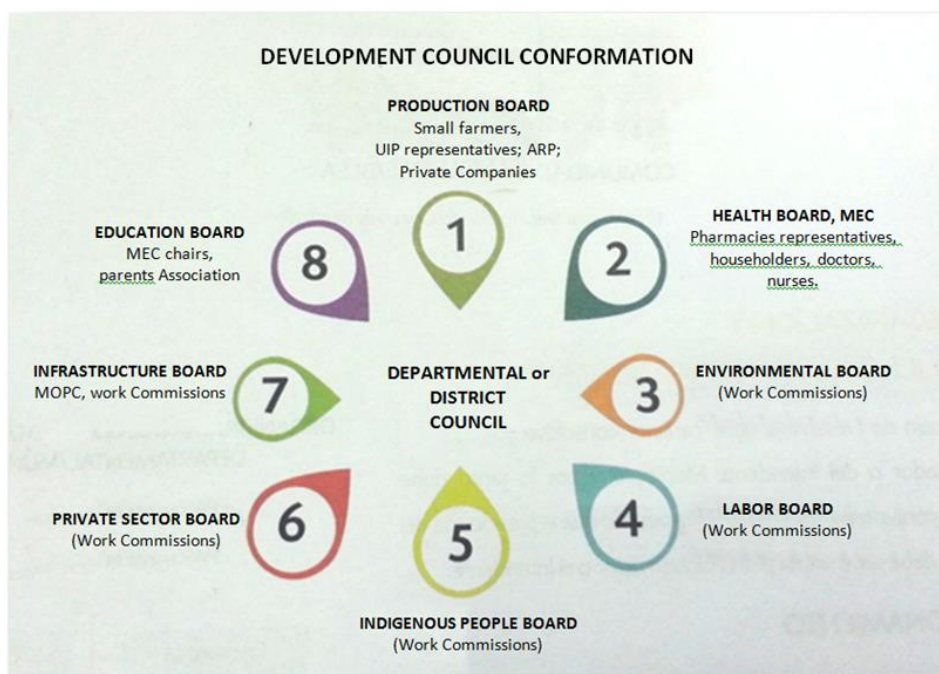 DEVELOPMENT COUNCIL CONFORMATION
PRODUCTION BOARD
Small farmers,
UIP representatives; ARP;
Private Companies
1
HEALTH BOARD, MEC
Pharmacies representatives,
householders, doctors,
nurses.
2
ENVIRONMENTAL BOARD
(Work Commissions)
3
LABOR BOARD
(Work Commissions)
4
INDIGENOUS PEOPLE BOARD
(Work Commissions)
5
PRIVATE SECTOR BOARD
(Work Commissions)
6
INFRASTRUCTURE BOARD
MOPC, work Commissions
7
EDUCATION BOARD
MEC chairs,
parents Association
8
DEPARTMENTAL or
DISTRICT
COUNCIL